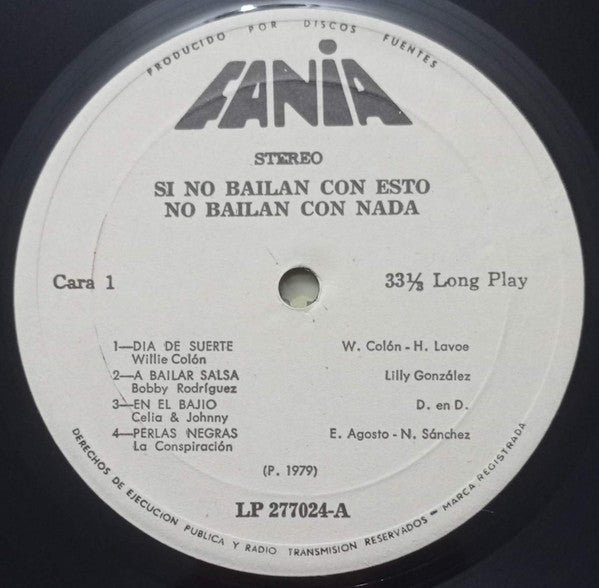 PRODUCIDO POR DISCOS FUENTES
FANIA
STEREO
SI NO BAILAN CON ESTO
NO BAILAN CON NADA
Cara 1
33⅓ Long Play
1—DIA DE SUERTE W. Colón - H. Lavoe
Willie Colón
2—A BAILAR SALSA Lilly González
Bobby Rodríguez
3—EN EL BAJIO D. en D.
Celia & Johnny
4—PERLAS NEGRAS E. Agosto - N. Sánchez
La Conspiración
(P. 1979)
LP 277024-A
DERECHOS DE EJECUCION PUBLICA Y RADIO TRANSMISION RESERVADOS — MARCA REGISTRADA